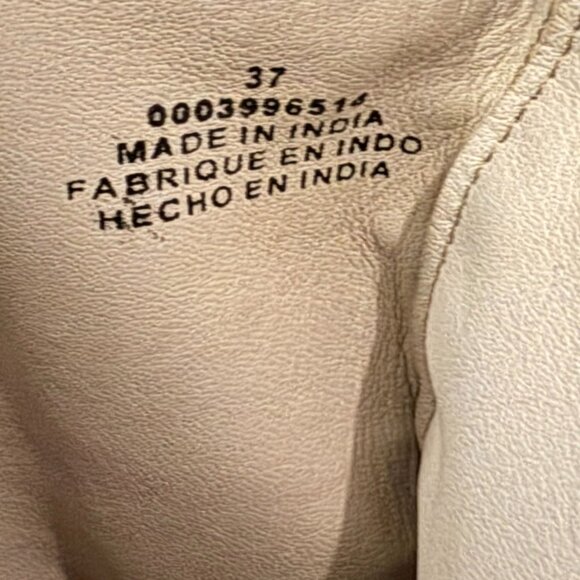 37
0003996514
MADE IN INDIA
FABRIQUE EN INDO
HECHO EN INDIA